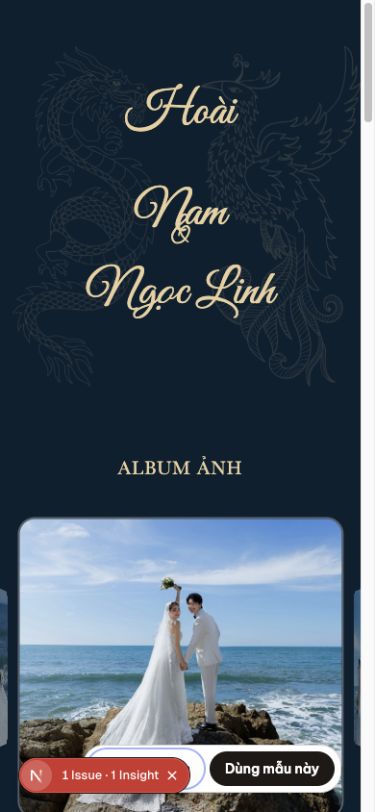 Hoài
Nam
&
Ngọc Linh
ALBUM ẢNH
1 Issue · 1 Insight ×
Dùng mẫu này